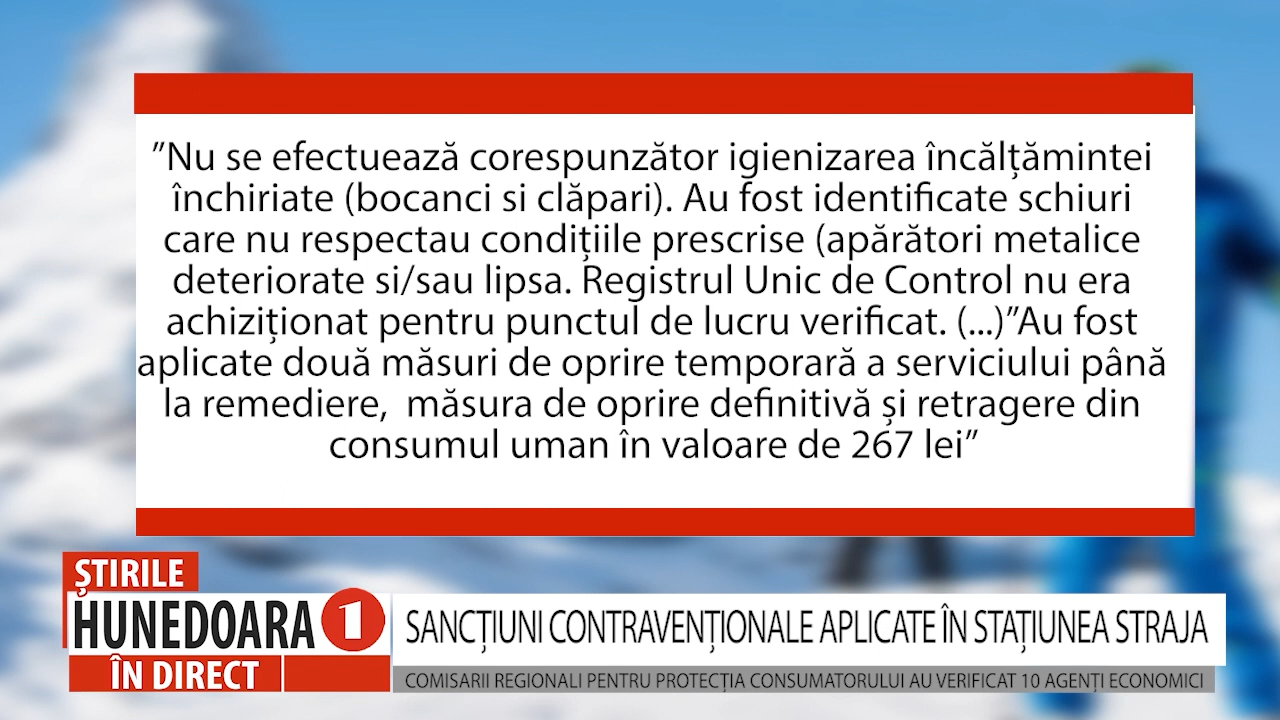 ”Nu se efectuează corespunzător igienizarea încălțămintei
închiriate (bocanci si clăpari). Au fost identificate schiuri
care nu respectau condițiile prescrise (apărători metalice
deteriorate si/sau lipsa. Registrul Unic de Control nu era
achiziționat pentru punctul de lucru verificat. (...)”Au fost
aplicate două măsuri de oprire temporară a serviciului până
la remediere,  măsura de oprire definitivă și retragere din
consumul uman în valoare de 267 lei”
ȘTIRILE
HUNEDOARA 1
ÎN DIRECT
SANCȚIUNI CONTRAVENȚIONALE APLICATE ÎN STAȚIUNEA STRAJA
COMISARII REGIONALI PENTRU PROTECȚIA CONSUMATORULUI AU VERIFICAT 10 AGENȚI ECONOMICI